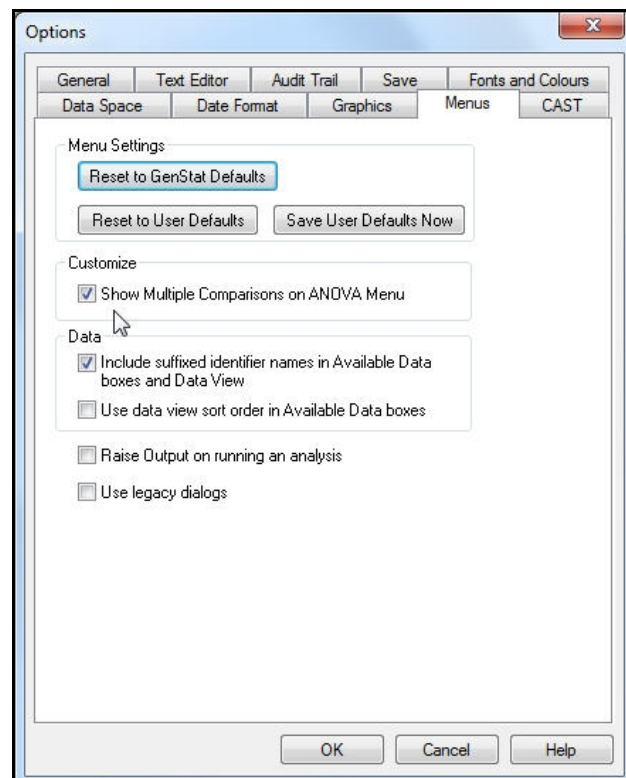 Options
General
Text Editor
Audit Trail
Save
Fonts and Colours
Data Space
Date Format
Graphics
Menus
CAST
Menu Settings
Reset to GenStat Defaults
Reset to User Defaults
Save User Defaults Now
Customize
Show Multiple Comparisons on ANOVA Menu
Data
Include suffixed identifier names in Available Data
boxes and Data View
Use data view sort order in Available Data boxes
Raise Output on running an analysis
Use legacy dialogs
OK
Cancel
Help